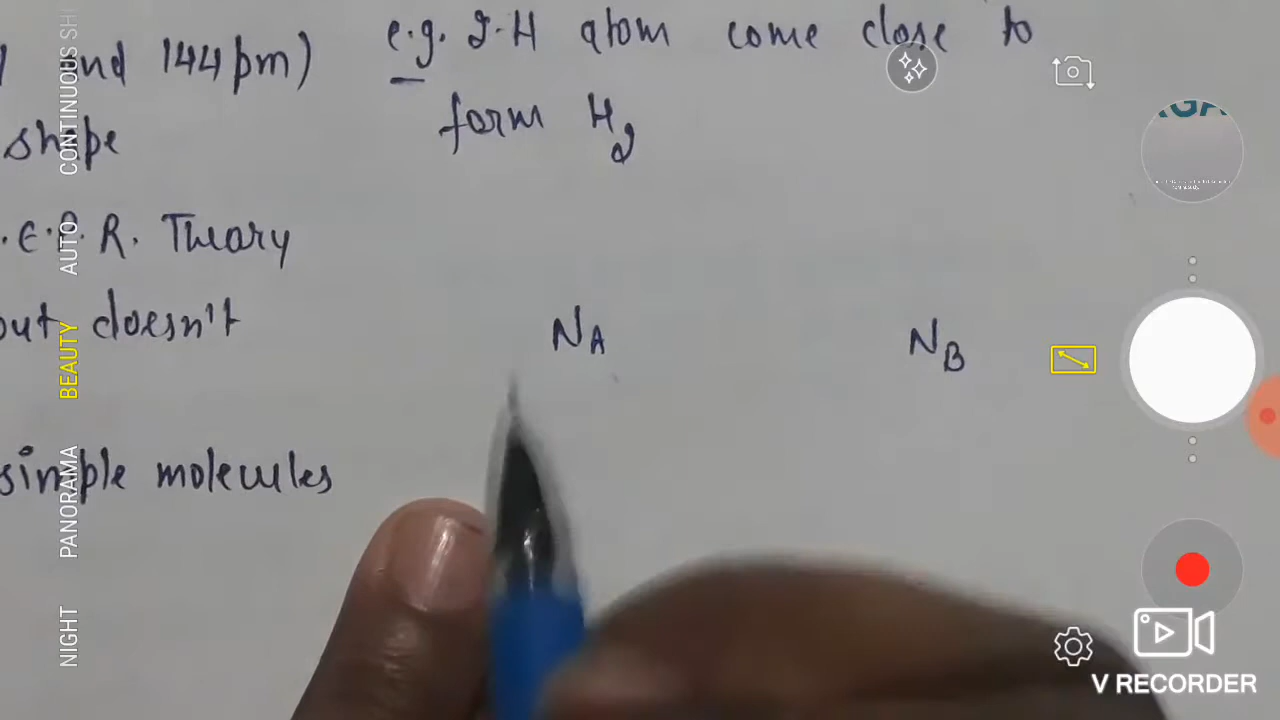 and 144pm)
shape
.E.P.R. Theory
out doesn't
simple molecules
e.g. 2-H atom come close to
form H2
NA
NB
CONTINUOUS SH
AUTO
BEAUTY
PANORAMA
NIGHT
V RECORDER